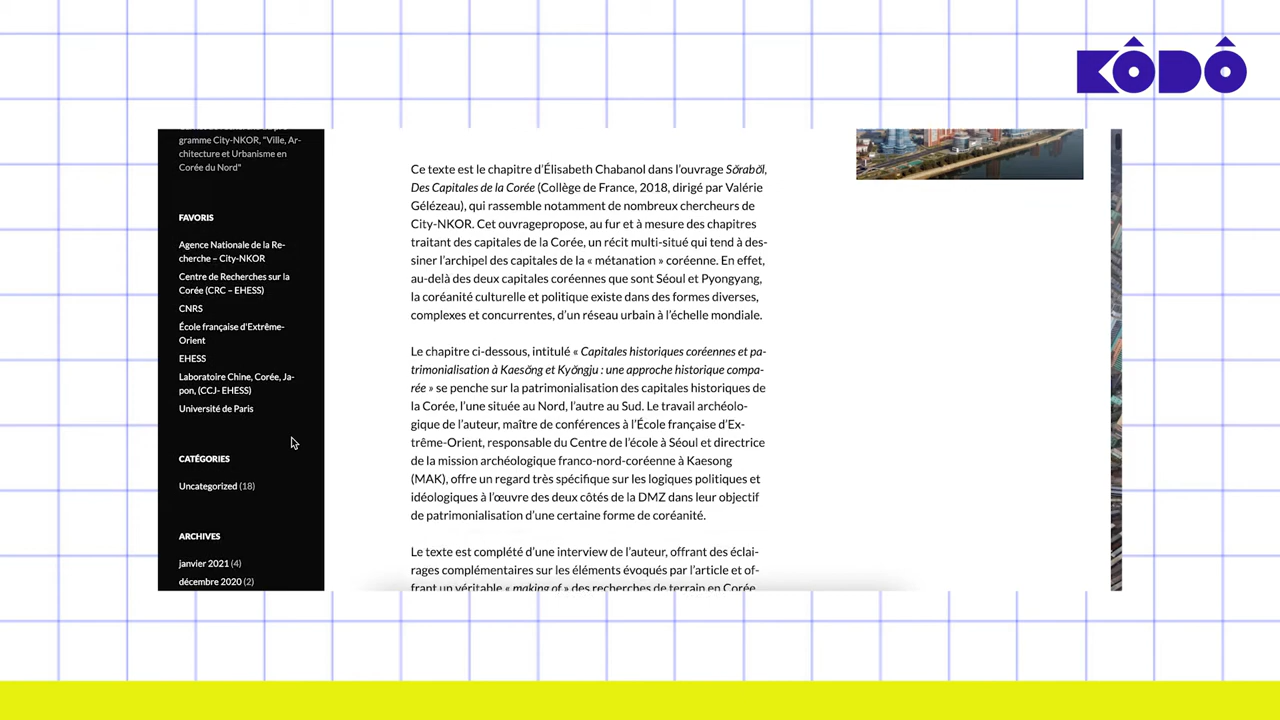 KÔDÔ
gramme City-NKOR, "Ville, Ar-
chitecture et Urbanisme en
Corée du Nord"
FAVORIS
Agence Nationale de la Re-
cherche – City-NKOR
Centre de Recherches sur la
Corée (CRC – EHESS)
CNRS
École française d'Extrême-
Orient
EHESS
Laboratoire Chine, Corée, Ja-
pon, (CCJ- EHESS)
Université de Paris
CATÉGORIES
Uncategorized (18)
ARCHIVES
janvier 2021 (4)
décembre 2020 (2)
Ce texte est le chapitre d’Élisabeth Chabanol dans l’ouvrage Sŏrabŏl,
Des Capitales de la Corée (Collège de France, 2018, dirigé par Valérie
Gélézeau), qui rassemble notamment de nombreux chercheurs de
City-NKOR. Cet ouvragepropose, au fur et à mesure des chapitres
traitant des capitales de la Corée, un récit multi-situé qui tend à des-
siner l’archipel des capitales de la « métanation » coréenne. En effet,
au-delà des deux capitales coréennes que sont Séoul et Pyongyang,
la coréanité culturelle et politique existe dans des formes diverses,
complexes et concurrentes, d’un réseau urbain à l’échelle mondiale.
Le chapitre ci-dessous, intitulé « Capitales historiques coréennes et pa-
trimonialisation à Kaesŏng et Kyŏngju : une approche historique compa-
rée » se penche sur la patrimonialisation des capitales historiques de
la Corée, l’une située au Nord, l’autre au Sud. Le travail archéolo-
gique de l’auteur, maître de conférences à l’École française d’Ex-
trême-Orient, responsable du Centre de l’école à Séoul et directrice
de la mission archéologique franco-nord-coréenne à Kaesong
(MAK), offre un regard très spécifique sur les logiques politiques et
idéologiques à l’œuvre des deux côtés de la DMZ dans leur objectif
de patrimonialisation d’une certaine forme de coréanité.
Le texte est complété d’une interview de l’auteur, offrant des éclai-
rages complémentaires sur les éléments évoqués par l’article et of-
frant un véritable « making of » des recherches de terrain en Corée